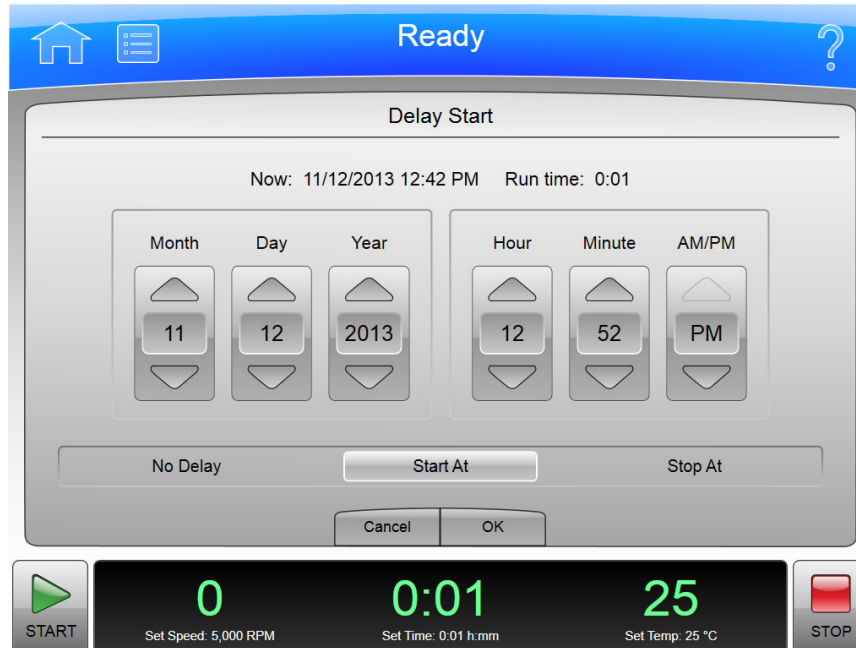 Ready
?
Delay Start
Now: 11/12/2013 12:42 PM Run time: 0:01
Month Day Year Hour Minute AM/PM
11 12 2013 12 52 PM
No Delay Start At Stop At
Cancel OK
0 0:01 25
START Set Speed: 5,000 RPM Set Time: 0:01 h:mm Set Temp: 25 °C STOP